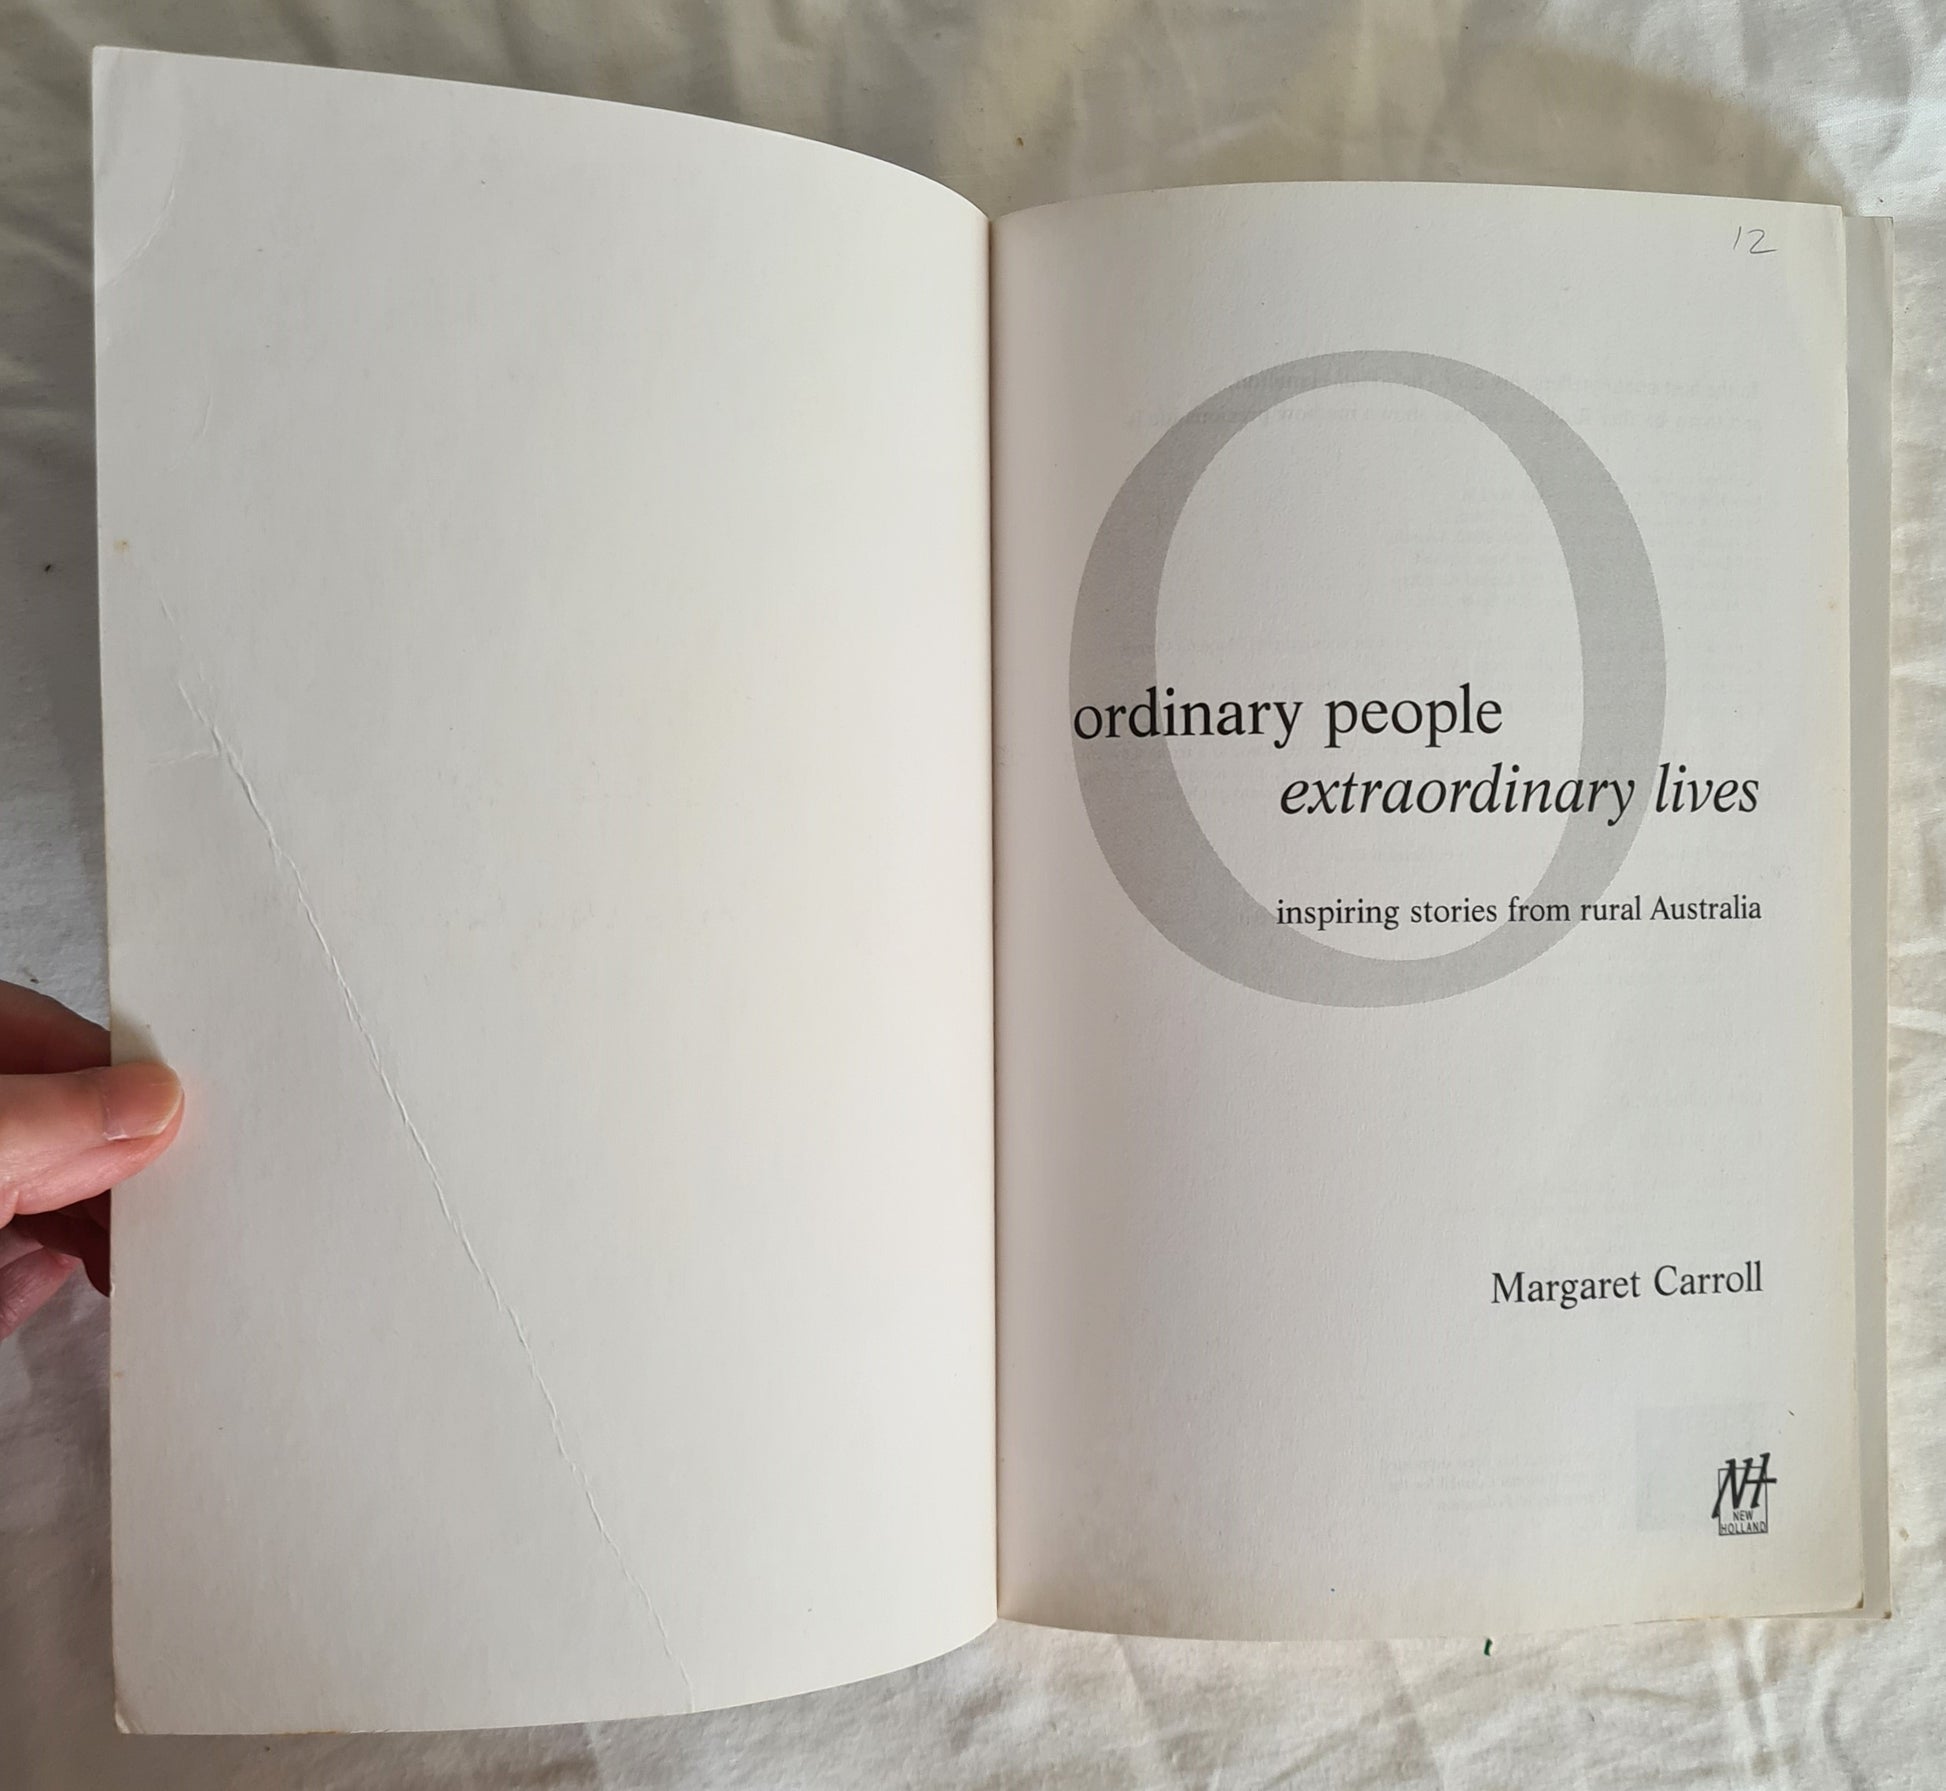 12
O
ordinary people
extraordinary lives
inspiring stories from rural Australia
Margaret Carroll
NH
NEW
HOLLAND